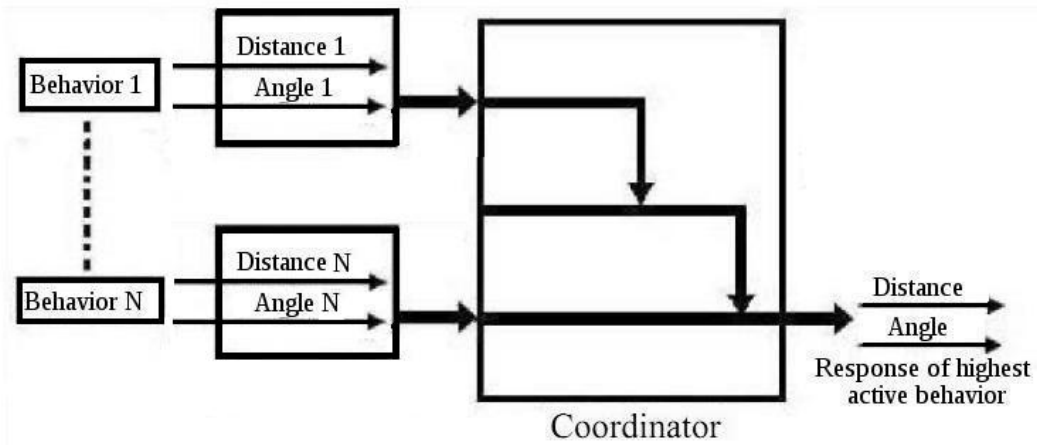 Behavior 1
Distance 1
Angle 1
Behavior N
Distance N
Angle N
Distance
Angle
Response of highest
active behavior
Coordinator